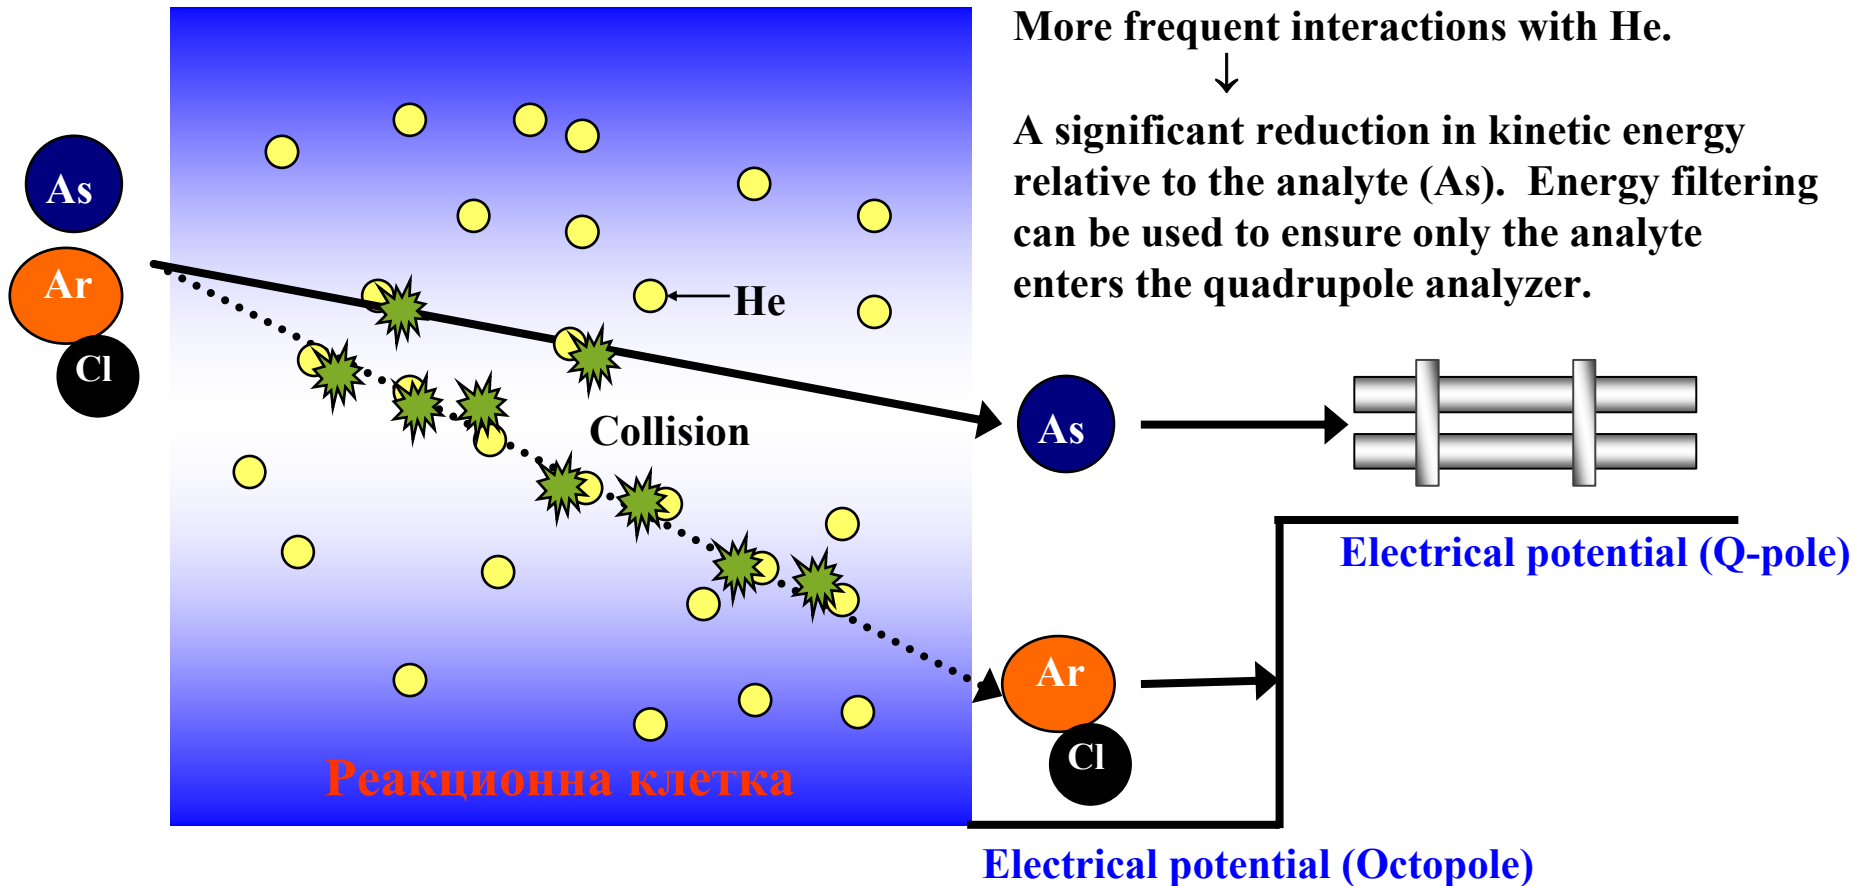 More frequent interactions with He.
↓
A significant reduction in kinetic energy
relative to the analyte (As).  Energy filtering
can be used to ensure only the analyte
enters the quadrupole analyzer.
As
Ar
Cl
He
Collision
As
Electrical potential (Q-pole)
Ar
Cl
Реакционна клетка
Electrical potential (Octopole)